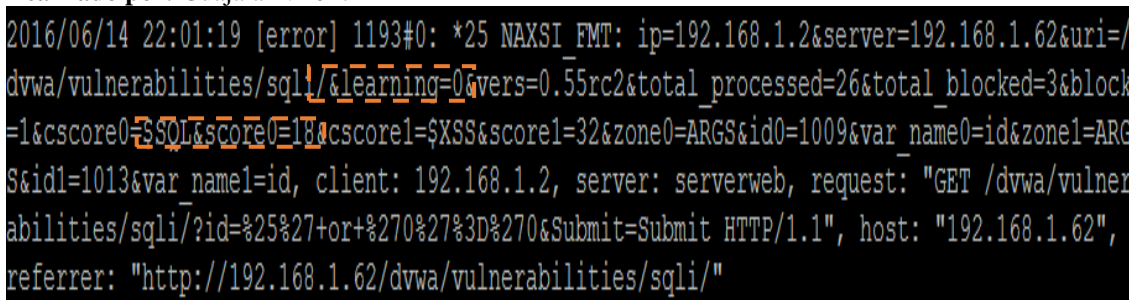 2016/06/14 22:01:19 [error] 1193#0: *25 NAXSI_FMT: ip=192.168.1.2&server=192.168.1.62&uri=/
dvwa/vulnerabilities/sqli/&learning=0&vers=0.55rc2&total_processed=26&total_blocked=3&block
=1&cscore0=$SQL&score0=18&cscore1=$XSS&score1=32&zone0=ARGS&id0=1009&var_name0=id&zone1=ARG
S&id1=1013&var_name1=id, client: 192.168.1.2, server: serverweb, request: "GET /dvwa/vulner
abilities/sqli/?id=%25%27+or+%270%27%3D%270&Submit=Submit HTTP/1.1", host: "192.168.1.62",
referrer: "http://192.168.1.62/dvwa/vulnerabilities/sqli/"